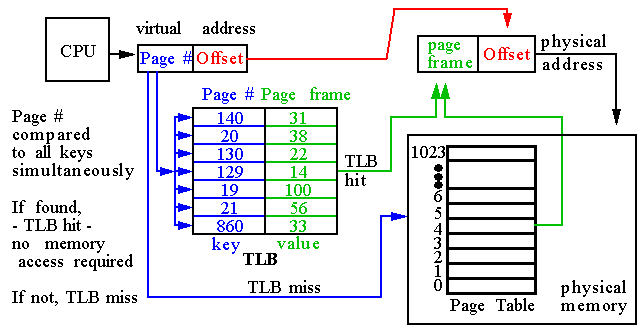 virtual address
CPU
Page # Offset
page frame Offset
physical address
Page # Page frame
140 31
20 38
130 22
129 14
19 100
21 56
860 33
key value
TLB
TLB hit
Page #
compared
to all keys
simultaneously
If found,
- TLB hit -
no memory
access required
If not, TLB miss
TLB miss
1023
6
5
4
3
2
1
0
Page Table
physical
memory